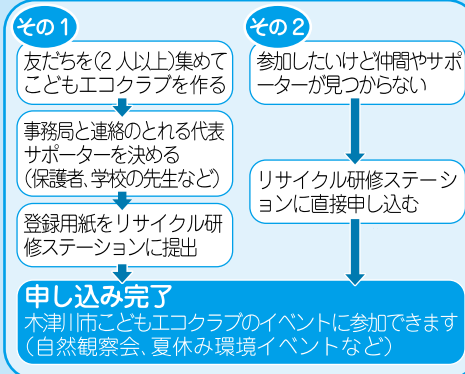 その1
友だちを(2人以上)集めて
こどもエコクラブを作る
事務局と連絡のとれる代表
サポーターを決める
(保護者、学校の先生など)
登録用紙をリサイクル研
修ステーションに提出
その2
参加したいけど仲間やサポ
ーターが見つからない
リサイクル研修ステーシ
ョンに直接申し込む
申し込み完了
木津川市こどもエコクラブのイベントに参加できます
(自然観察会、夏休み環境イベントなど)